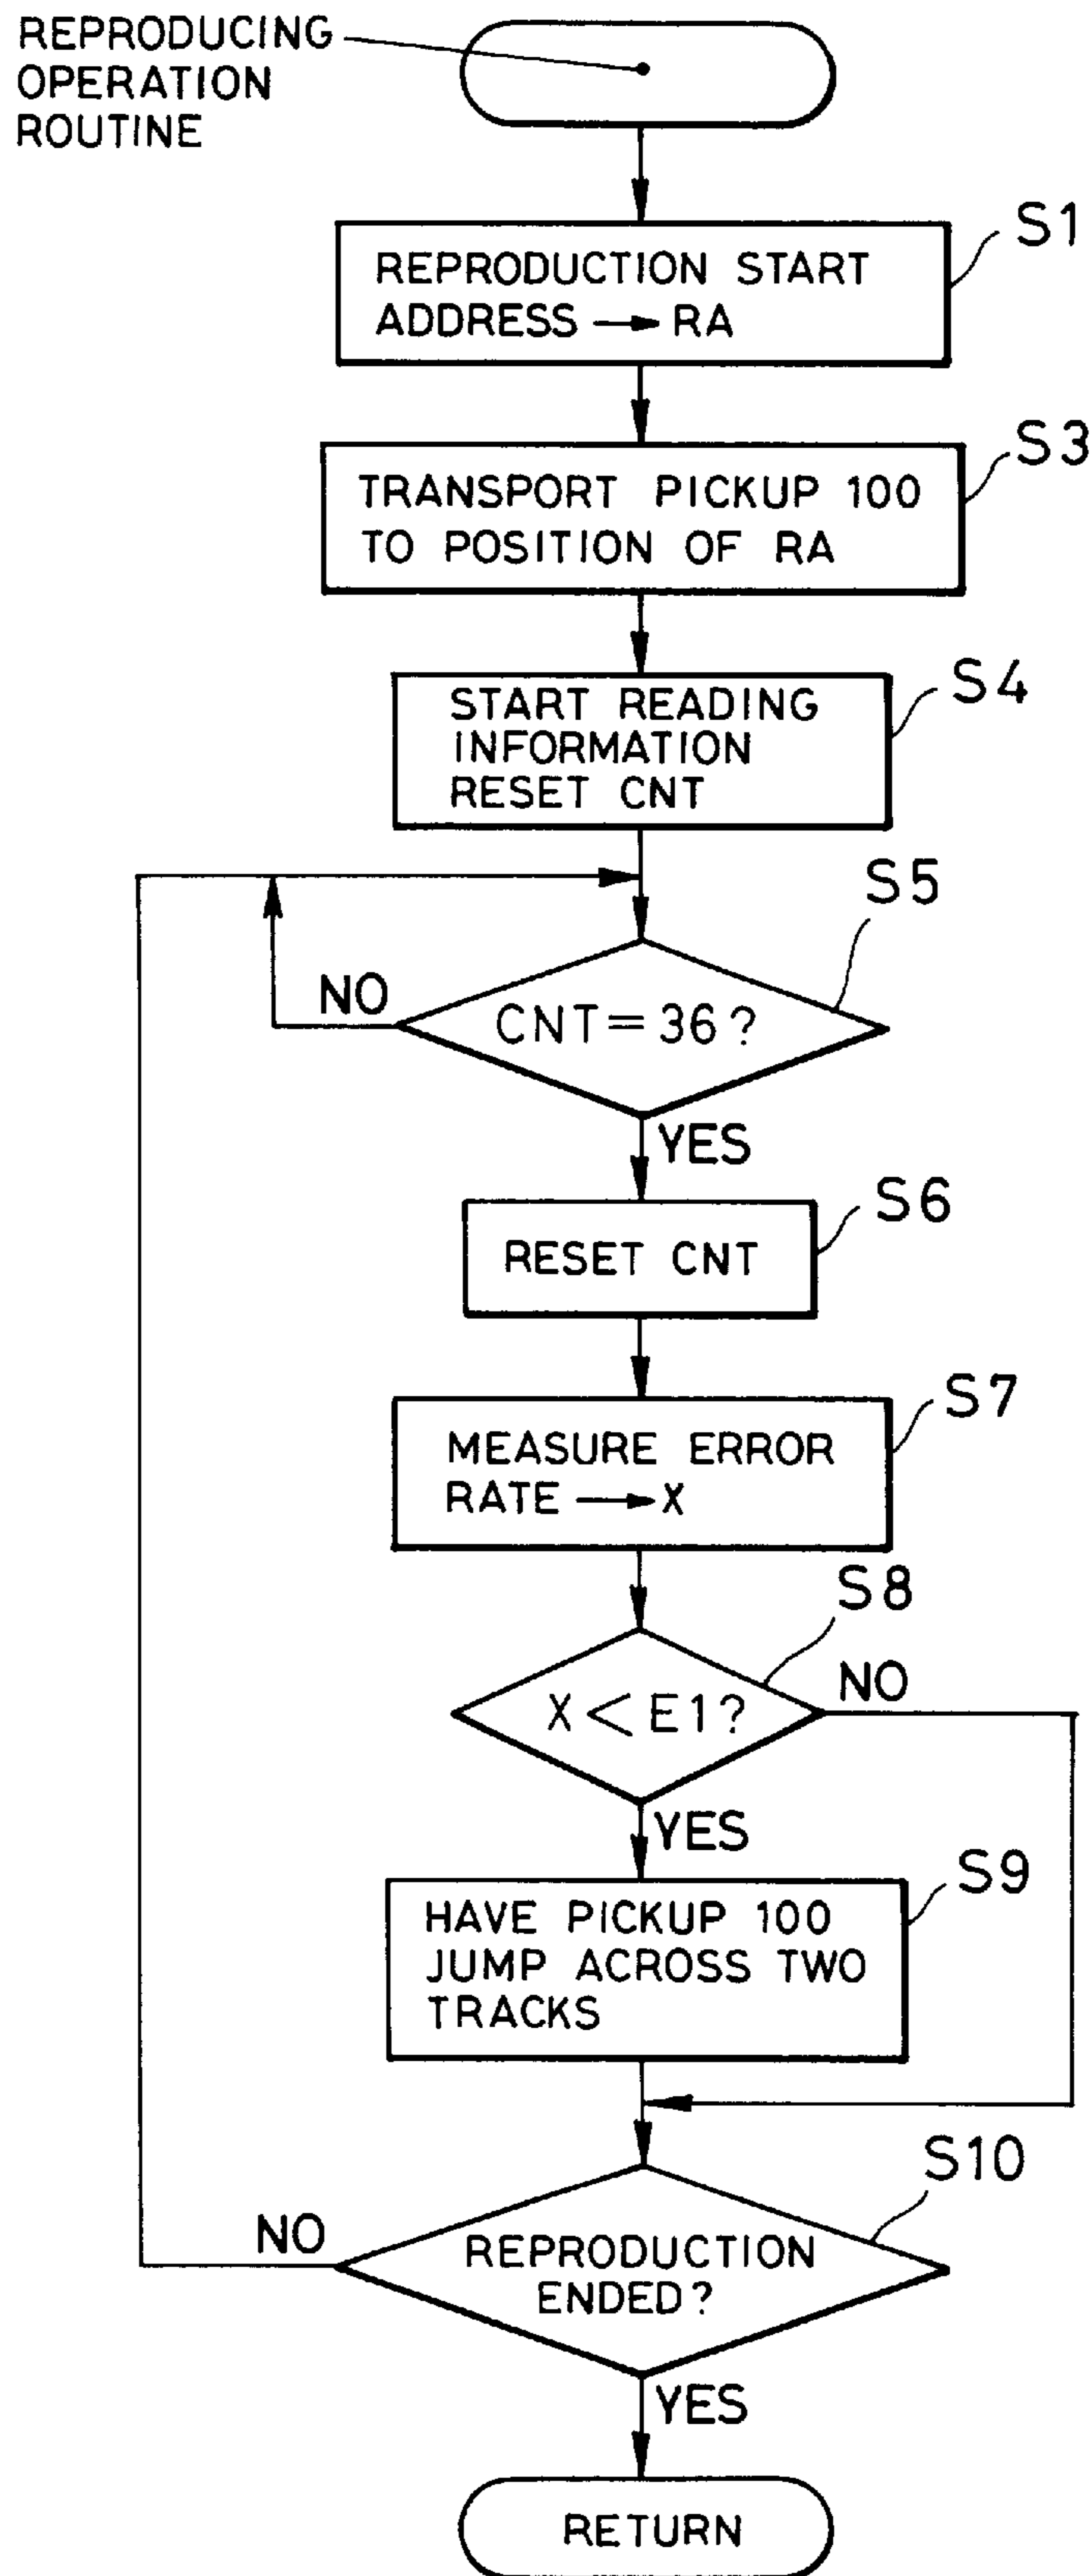 REPRODUCING
OPERATION
ROUTINE
S1
REPRODUCTION START
ADDRESS → RA
S3
TRANSPORT PICKUP 100
TO POSITION OF RA
S4
START READING
INFORMATION
RESET CNT
S5
NO
CNT = 36 ?
YES
S6
RESET CNT
S7
MEASURE ERROR
RATE → X
S8
NO
X < E1 ?
YES
S9
HAVE PICKUP 100
JUMP ACROSS TWO
TRACKS
S10
NO
REPRODUCTION
ENDED ?
YES
RETURN